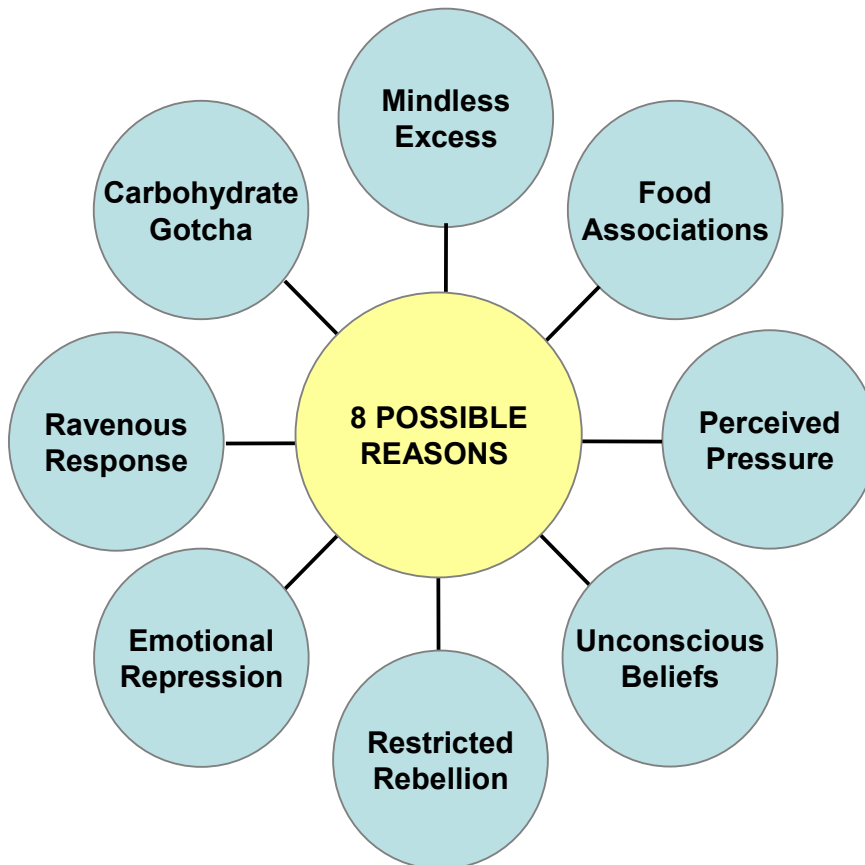 Mindless
Excess
Food
Associations
Perceived
Pressure
Unconscious
Beliefs
Restricted
Rebellion
Emotional
Repression
Ravenous
Response
Carbohydrate
Gotcha
8 POSSIBLE
REASONS